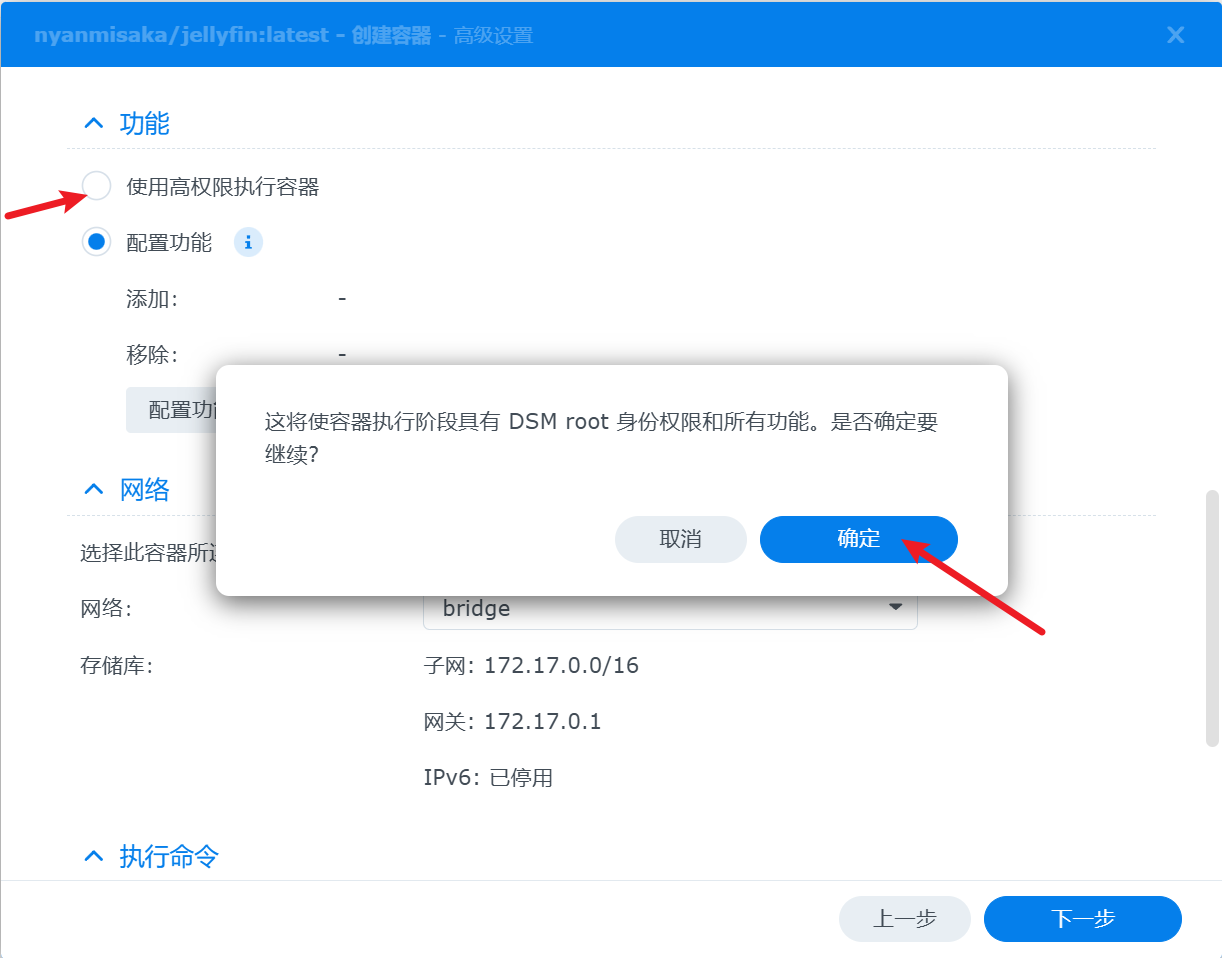 nyanmisaka/jellyfin:latest - 创建容器 - 高级设置
功能
使用高权限执行容器
配置功能
添加:
-
移除:
-
配置功
这将使容器执行阶段具有 DSM root 身份权限和所有功能。是否确定要
继续?
取消
确定
网络
选择此容器所
网络:
bridge
存储库:
子网: 172.17.0.0/16
网关: 172.17.0.1
IPv6: 已停用
执行命令
上一步
下一步